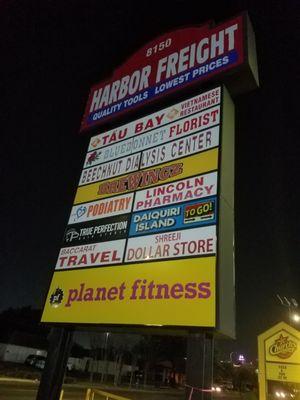 8150
HARBOR FREIGHT
QUALITY TOOLS LOWEST PRICES
TÁU BAY VIETNAMESE RESTAURANT
BLUEBONNET FLORIST
BEECHNUT DIALYSIS CENTER
BREWINGZ
PODIATRY LINCOLN PHARMACY
TRUE PERFECTION DAIQUIRI ISLAND TO GO!
BACCARAT TRAVEL SHREEJI DOLLAR STORE
planet fitness